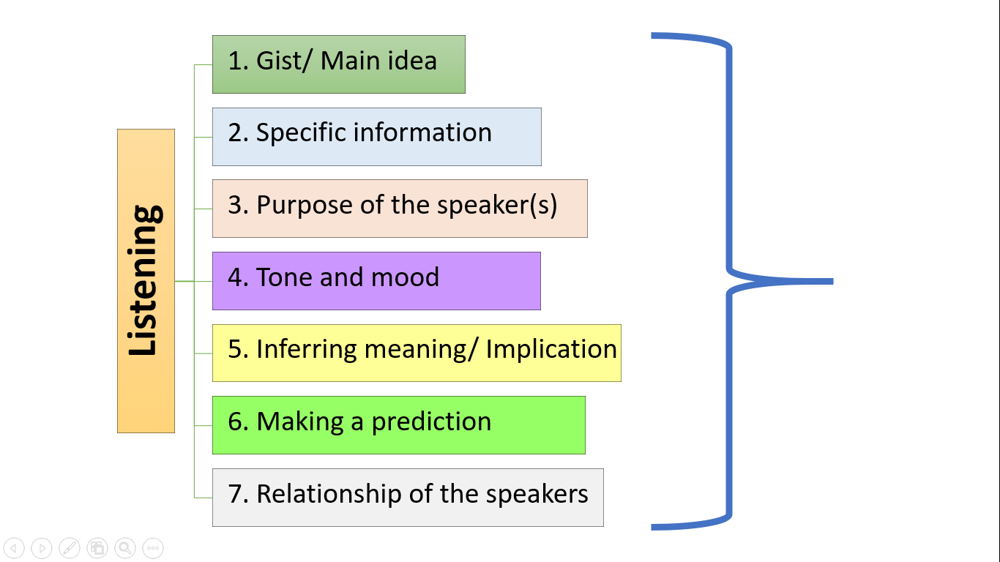 Listening
1. Gist/ Main idea
2. Specific information
3. Purpose of the speaker(s)
4. Tone and mood
5. Inferring meaning/ Implication
6. Making a prediction
7. Relationship of the speakers